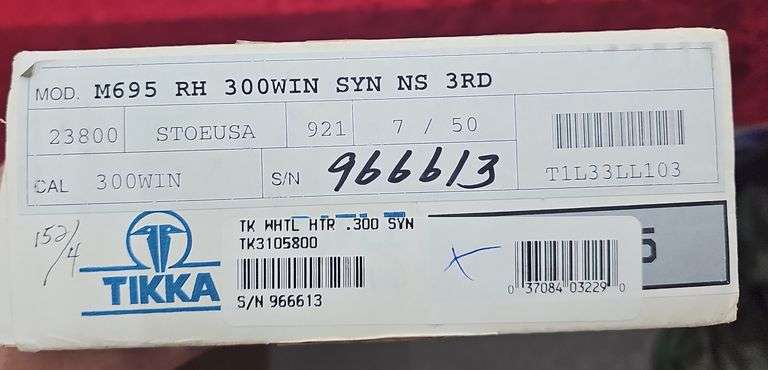 MOD. M695 RH 300WIN SYN NS 3RD
23800 STOEUSA 921 7 / 50
CAL 300WIN S/N 966613 T1L33LL103
152/4
TIKKA
TK WHTL HTR .300 SYN
TK3105800
S/N 966613
0 37084 03229 0
5